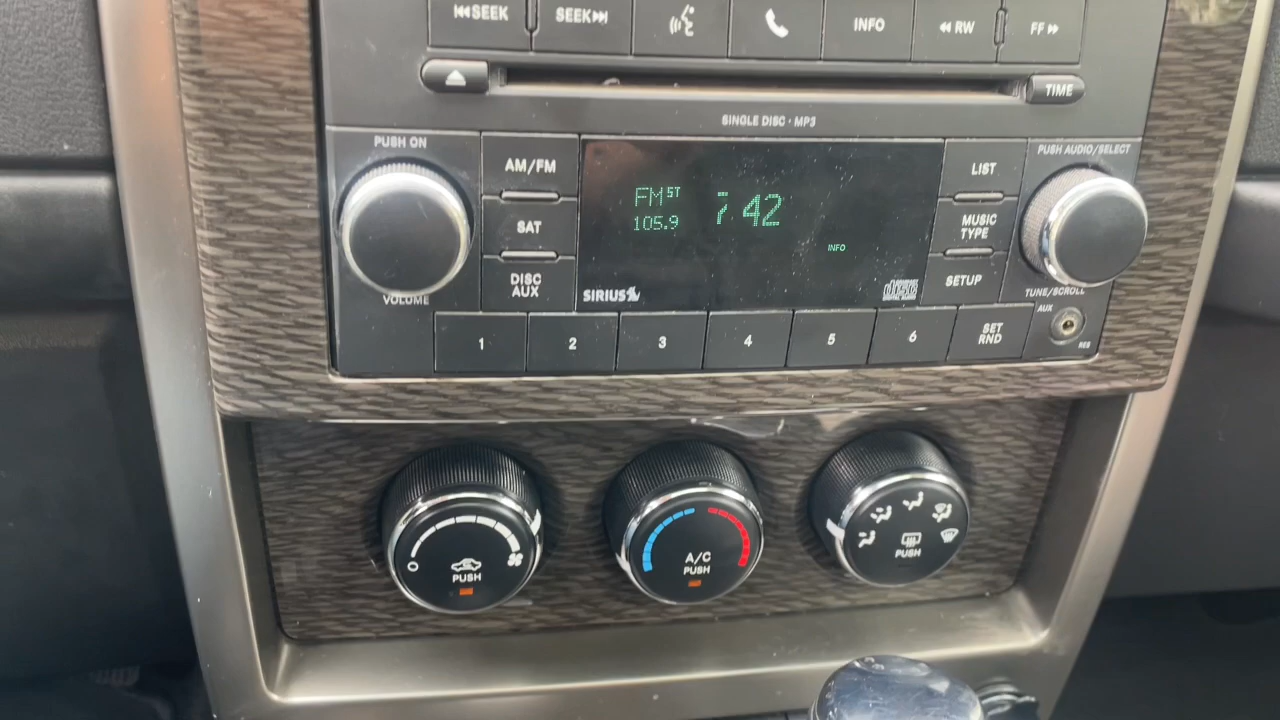 SEEK
SEEK
INFO
RW
FF
TIME
SINGLE DISC · MP3
PUSH ON
PUSH AUDIO/SELECT
AM/FM
LIST
FM ST
105.9
7 42
SAT
MUSIC
TYPE
INFO
DISC
AUX
SETUP
SIRIUS
VOLUME
TUNE/SCROLL
AUX
1
2
3
4
5
6
SET
RND
PUSH
A/C
PUSH
PUSH